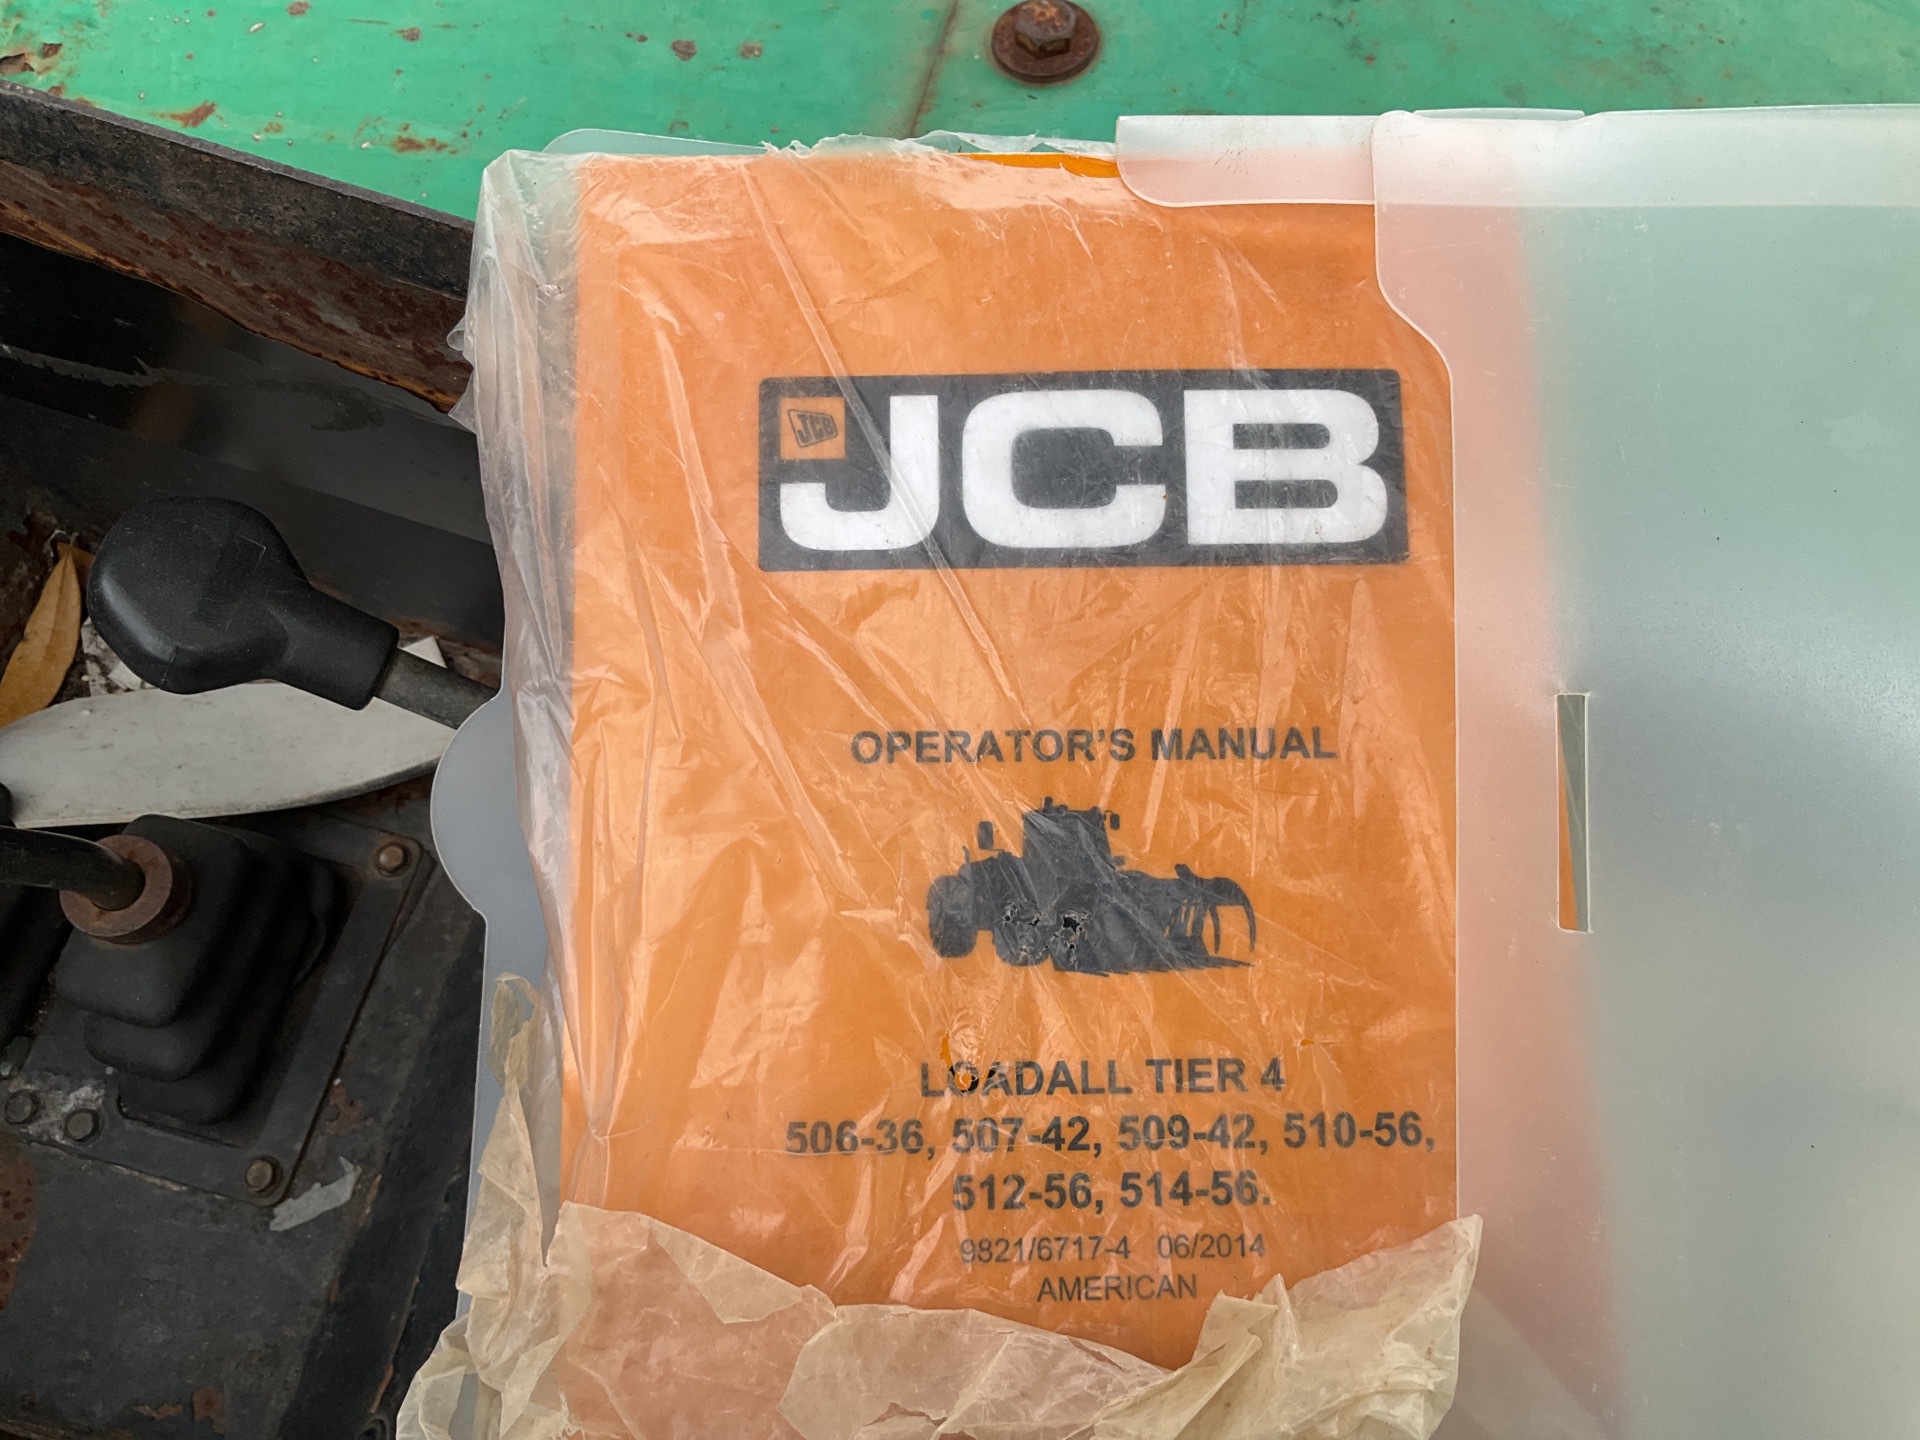 JCB
JCB
OPERATOR'S MANUAL
LOADALL TIER 4
506-36, 507-42, 509-42, 510-56,
512-56, 514-56.
9821/6717-4 06/2014
AMERICAN